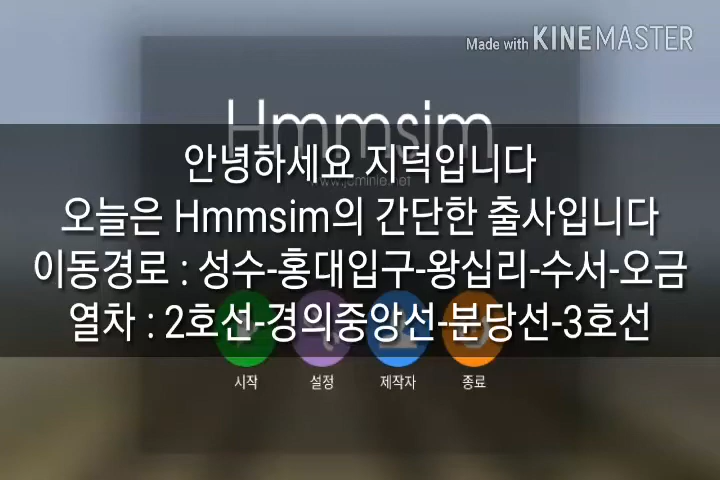 Made with KINEMASTER
Hmmsim
안녕하세요 지덕입니다
www.jominie.net
오늘은 Hmmsim의 간단한 출사입니다
이동경로 : 성수-홍대입구-왕십리-수서-오금
열차 : 2호선-경의중앙선-분당선-3호선
시작 설정 제작자 종료